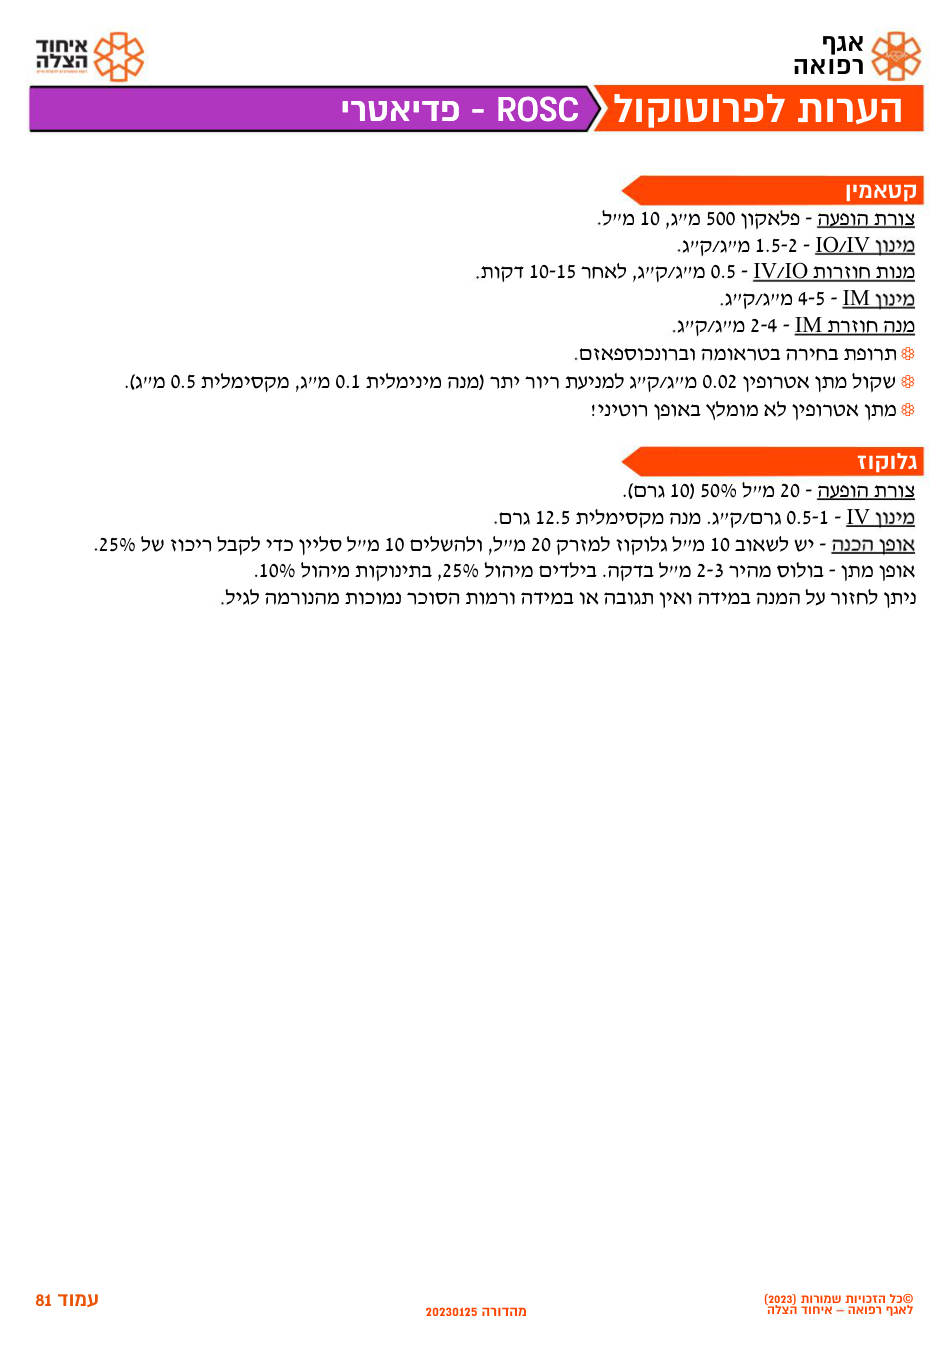 אגף
רפואה
איחוד
הצלה
הערות לפרוטוקול
ROSC - פדיאטרי
קטאמין
צורת הופעה - פלאקון 500 מ״ג, 10 מ״ל.
מינון IO/IV - 1.5-2 מ״ג/ק״ג.
מנות חוזרות IV/IO - 0.5 מ״ג/ק״ג, לאחר 10-15 דקות.
מינון IM - 4-5 מ״ג/ק״ג.
מנה חוזרת IM - 2-4 מ״ג/ק״ג.
תרופת בחירה בטראומה וברונכוספאזם.
שקול מתן אטרופין 0.02 מ״ג/ק״ג למניעת ריור יתר (מנה מינימלית 0.1 מ״ג, מקסימלית 0.5 מ״ג).
מתן אטרופין לא מומלץ באופן רוטיני!
גלוקוז
צורת הופעה - 20 מ״ל 50% (10 גרם).
מינון IV - 0.5-1 גרם/ק״ג. מנה מקסימלית 12.5 גרם.
אופן הכנה - יש לשאוב 10 מ״ל גלוקוז למזרק 20 מ״ל, ולהשלים 10 מ״ל סליין כדי לקבל ריכוז של 25%.
אופן מתן - בולוס מהיר 2-3 מ״ל בדקה. בילדים מיהול 25%, בתינוקות מיהול 10%.
ניתן לחזור על המנה במידה ואין תגובה או במידה ורמות הסוכר נמוכות מהנורמה לגיל.
©כל הזכויות שמורות (2023)
לאגף רפואה – איחוד הצלה
מהדורה 20230125
עמוד 81